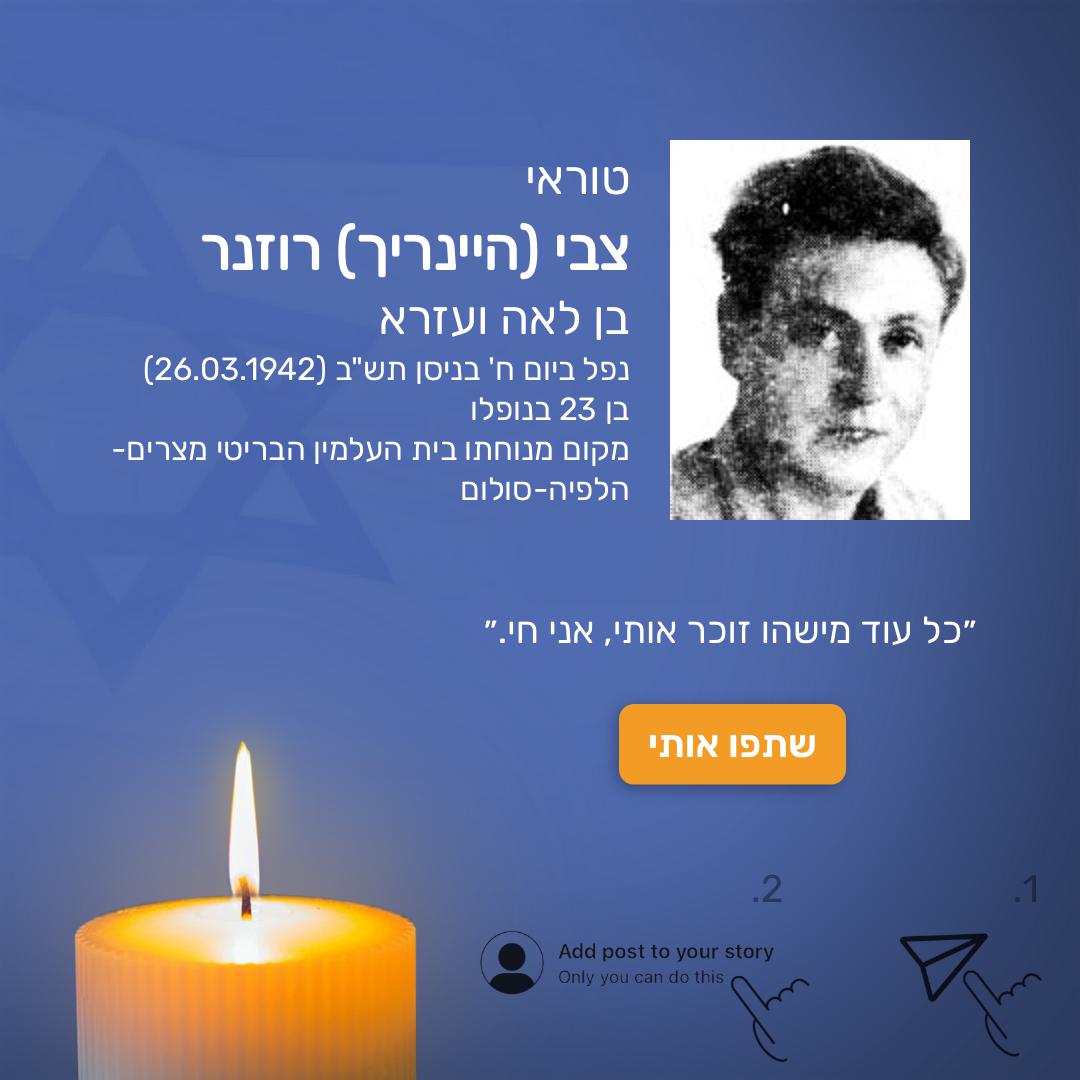 טוראי
צבי (היינריך) רוזנר
בן לאה ועזרא
נפל ביום ח' בניסן תש"ב (26.03.1942)
בן 23 בנופלו
מקום מנוחתו בית העלמין הבריטי מצרים-
הלפיה-סולום
״כל עוד מישהו זוכר אותי, אני חי.״
שתפו אותי
.1
.2
Add post to your story
Only you can do this